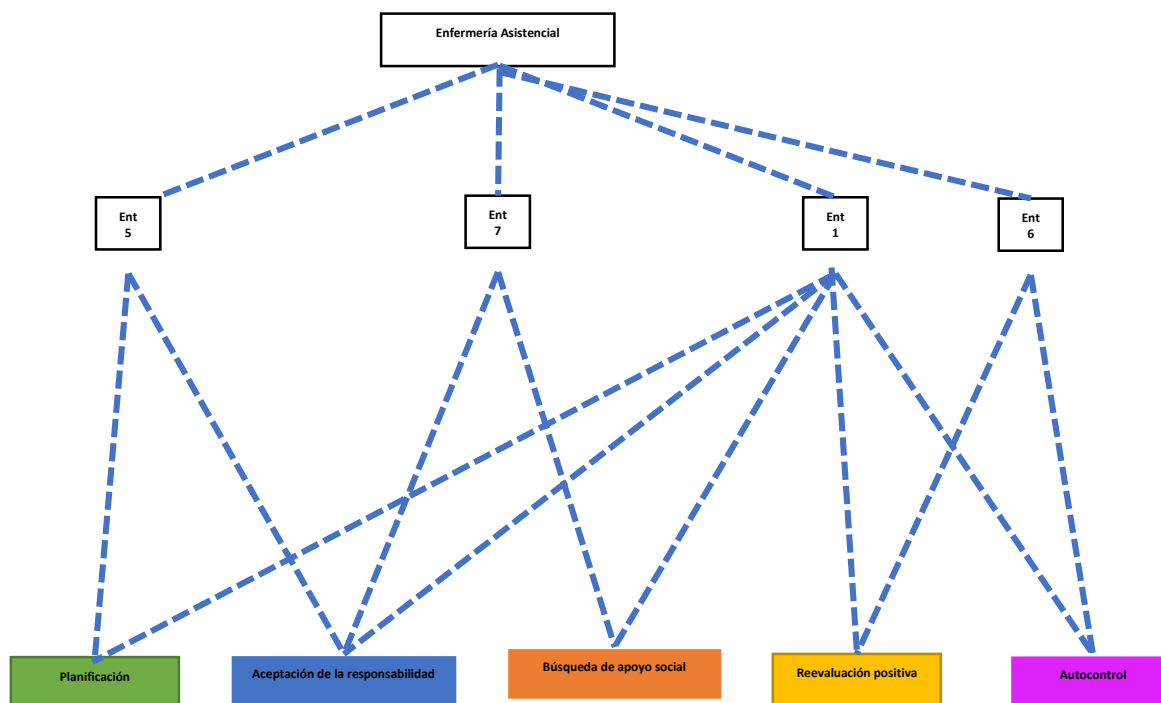 Enfermería Asistencial
Ent
5
Ent
7
Ent
1
Ent
6
Planificación
Aceptación de la responsabilidad
Búsqueda de apoyo social
Reevaluación positiva
Autocontrol